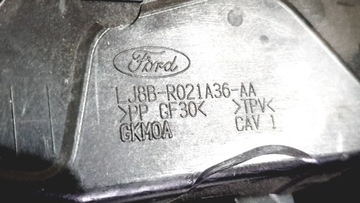 Ford
LJ8B-R021A36-AA
>PP GF30< >TPV<
GKM0A CAV 1